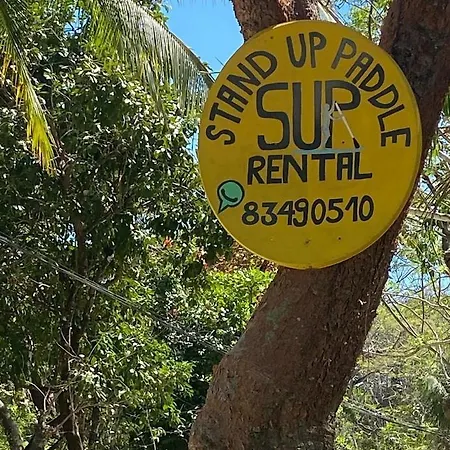 STAND UP PADDLE
SUP
RENTAL
83490510